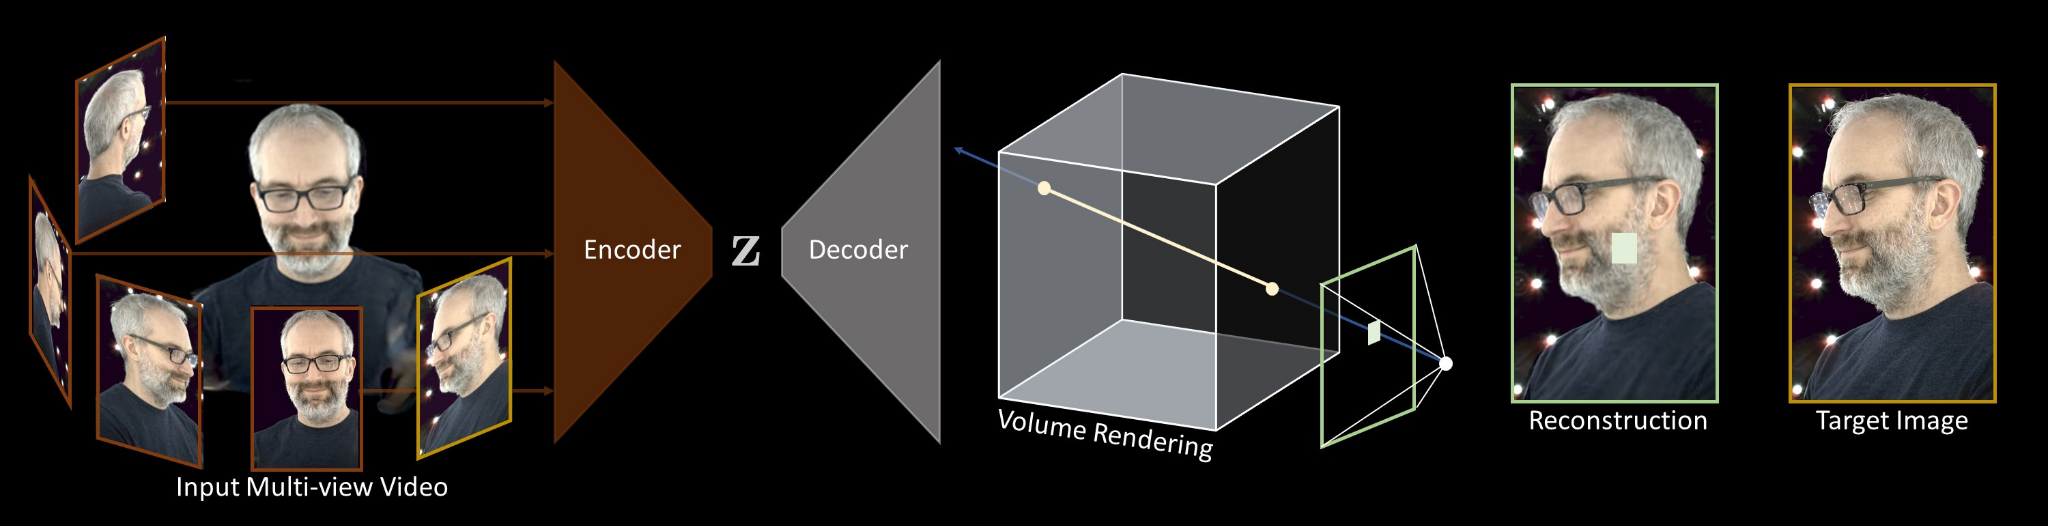 Encoder
Z
Decoder
Volume Rendering
Reconstruction
Target Image
Input Multi-view Video